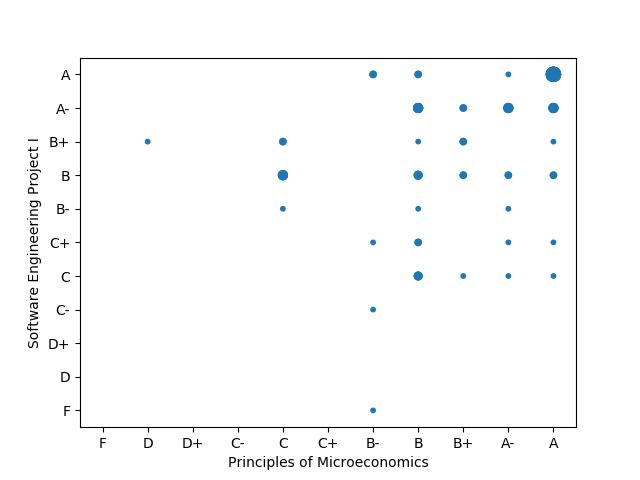 Software Engineering Project I
A
A-
B+
B
B-
C+
C
C-
D+
D
F
F D D+ C- C C+ B- B B+ A- A
Principles of Microeconomics